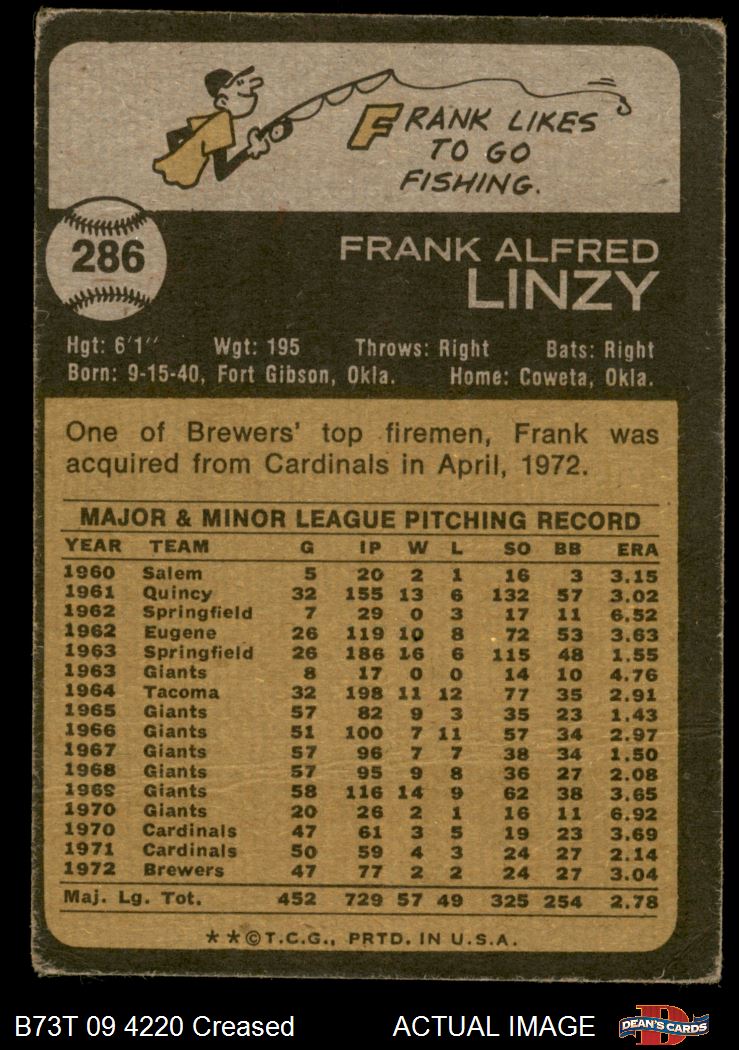 FRANK LIKES
TO GO
FISHING.
286
FRANK ALFRED
LINZY
Hgt: 6'1" Wgt: 195 Throws: Right Bats: Right
Born: 9-15-40, Fort Gibson, Okla. Home: Coweta, Okla.
One of Brewers' top firemen, Frank was
acquired from Cardinals in April, 1972.
MAJOR & MINOR LEAGUE PITCHING RECORD
YEAR TEAM G IP W L SO BB ERA
1960 Salem 5 20 2 1 16 3 3.15
1961 Quincy 32 155 13 6 132 57 3.02
1962 Springfield 7 29 0 3 17 11 6.52
1962 Eugene 26 119 10 8 72 53 3.63
1963 Springfield 26 186 16 6 115 48 1.55
1963 Giants 8 17 0 0 14 10 4.76
1964 Tacoma 32 198 11 12 77 35 2.91
1965 Giants 57 82 9 3 35 23 1.43
1966 Giants 51 100 7 11 57 34 2.97
1967 Giants 57 96 7 7 38 34 1.50
1968 Giants 57 95 9 8 36 27 2.08
1969 Giants 58 116 14 9 62 38 3.65
1970 Giants 20 26 2 1 16 11 6.92
1970 Cardinals 47 61 3 5 19 23 3.69
1971 Cardinals 50 59 4 3 24 27 2.14
1972 Brewers 47 77 2 2 24 27 3.04
Maj. Lg. Tot. 452 729 57 49 325 254 2.78
**©T.C.G., PRTD. IN U.S.A.
B73T 09 4220 Creased ACTUAL IMAGE
DEAN'S CARDS